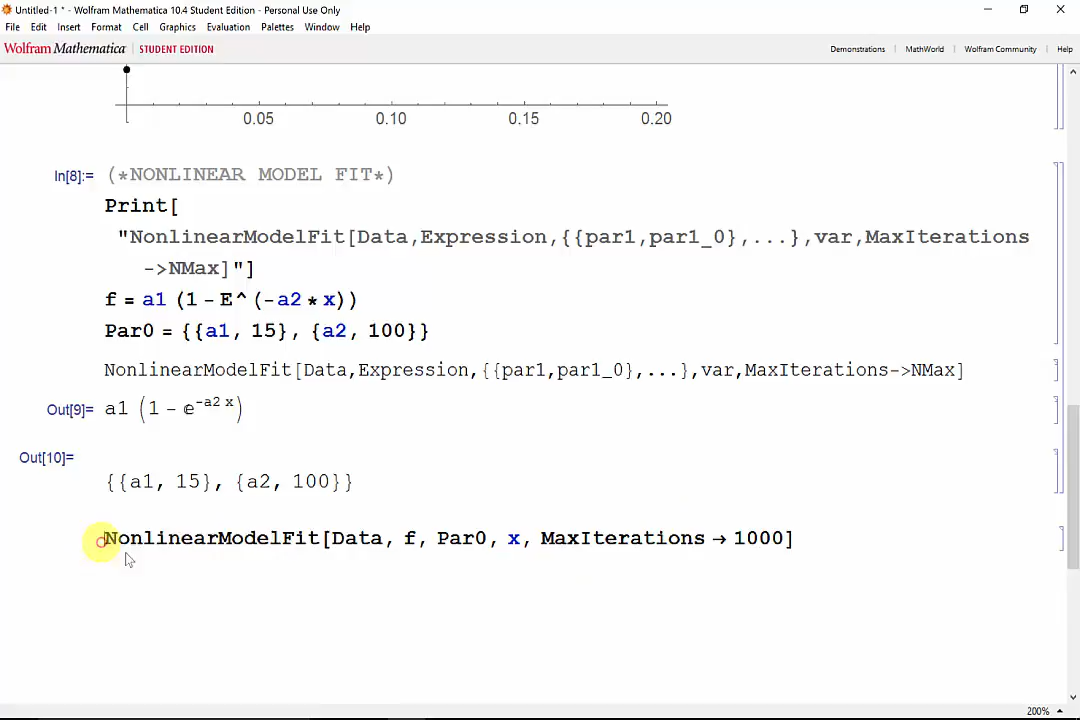 Untitled-1 * - Wolfram Mathematica 10.4 Student Edition - Personal Use Only
File Edit Insert Format Cell Graphics Evaluation Palettes Window Help
Wolfram Mathematica STUDENT EDITION Demonstrations MathWorld Wolfram Community Help
0.05 0.10 0.15 0.20
In[8]:= (*NONLINEAR MODEL FIT*)
Print[
"NonlinearModelFit[Data,Expression,{{par1,par1_0},...},var,MaxIterations
->NMax]"]
f = a1 (1 - E^ (-a2 * x))
Par0 = {{a1, 15}, {a2, 100}}
NonlinearModelFit[Data,Expression,{{par1,par1_0},...},var,MaxIterations->NMax]
Out[9]= a1 (1 - e^-a2 x)
Out[10]=
{{a1, 15}, {a2, 100}}
NonlinearModelFit[Data, f, Par0, x, MaxIterations → 1000]
200%